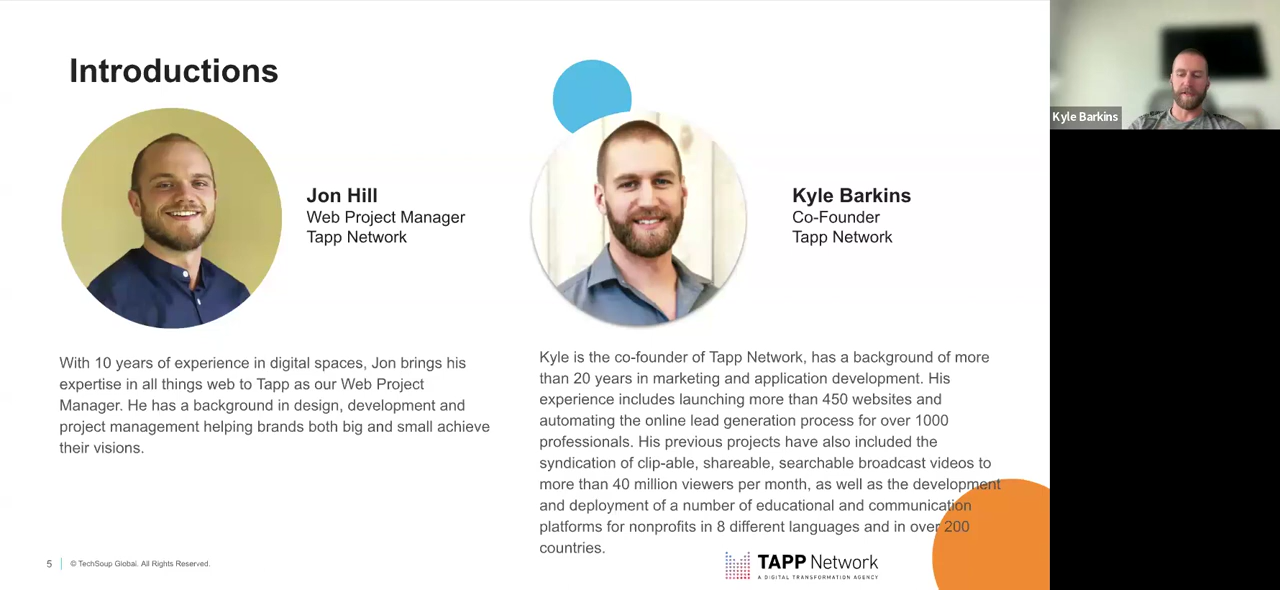 Introductions
Jon Hill
Web Project Manager
Tapp Network
Kyle Barkins
Co-Founder
Tapp Network
With 10 years of experience in digital spaces, Jon brings his
expertise in all things web to Tapp as our Web Project
Manager. He has a background in design, development and
project management helping brands both big and small achieve
their visions.
Kyle is the co-founder of Tapp Network, has a background of more
than 20 years in marketing and application development. His
experience includes launching more than 450 websites and
automating the online lead generation process for over 1000
professionals. His previous projects have also included the
syndication of clip-able, shareable, searchable broadcast videos to
more than 40 million viewers per month, as well as the development
and deployment of a number of educational and communication
platforms for nonprofits in 8 different languages and in over 200
countries.
5
© TechSoup Global. All Rights Reserved.
TAPP Network
A DIGITAL TRANSFORMATION AGENCY
Kyle Barkins